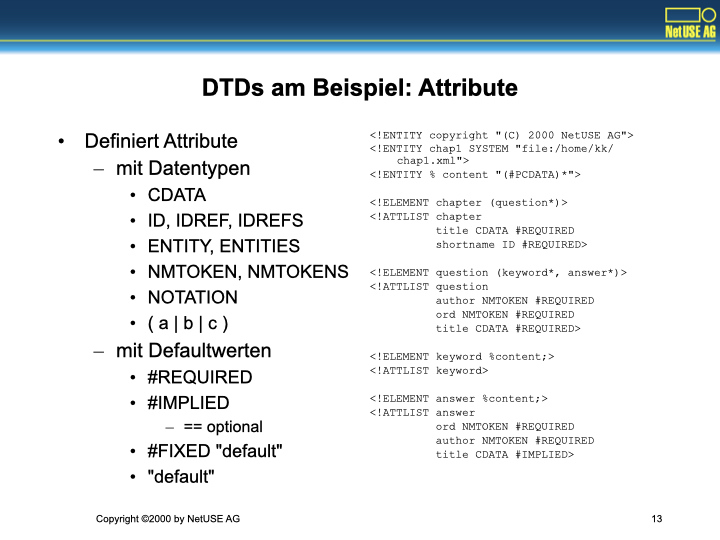 NetUSE AG
DTDs am Beispiel: Attribute
• Definiert Attribute
– mit Datentypen
• CDATA
• ID, IDREF, IDREFS
• ENTITY, ENTITIES
• NMTOKEN, NMTOKENS
• NOTATION
• ( a | b | c )
– mit Defaultwerten
• #REQUIRED
• #IMPLIED
– == optional
• #FIXED "default"
• "default"
<!ENTITY copyright "(C) 2000 NetUSE AG">
<!ENTITY chap1 SYSTEM "file:/home/kk/
chap1.xml">
<!ENTITY % content "(#PCDATA)*">
<!ELEMENT chapter (question*)>
<!ATTLIST chapter
title CDATA #REQUIRED
shortname ID #REQUIRED>
<!ELEMENT question (keyword*, answer*)>
<!ATTLIST question
author NMTOKEN #REQUIRED
ord NMTOKEN #REQUIRED
title CDATA #REQUIRED>
<!ELEMENT keyword %content;>
<!ATTLIST keyword>
<!ELEMENT answer %content;>
<!ATTLIST answer
ord NMTOKEN #REQUIRED
author NMTOKEN #REQUIRED
title CDATA #IMPLIED>
Copyright ©2000 by NetUSE AG
13